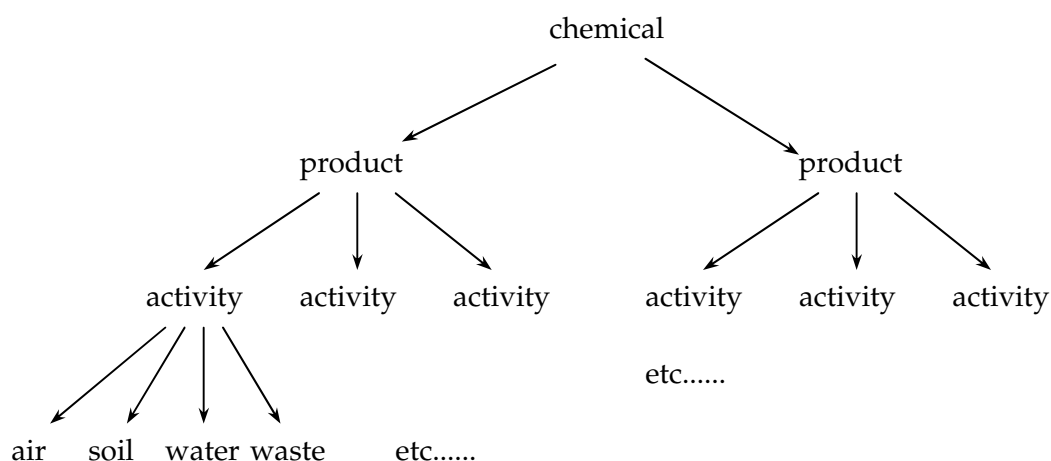 chemical
product product
activity activity activity activity activity activity
etc......
air soil water waste etc......